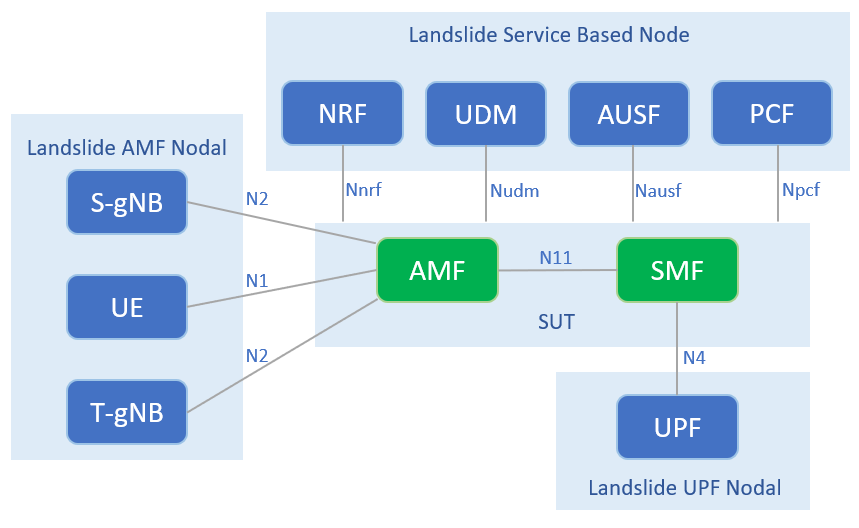 Landslide Service Based Node
NRF
UDM
AUSF
PCF
Nnrf
Nudm
Nausf
Npcf
Landslide AMF Nodal
S-gNB
UE
T-gNB
N2
N1
N2
AMF
N11
SMF
SUT
N4
UPF
Landslide UPF Nodal